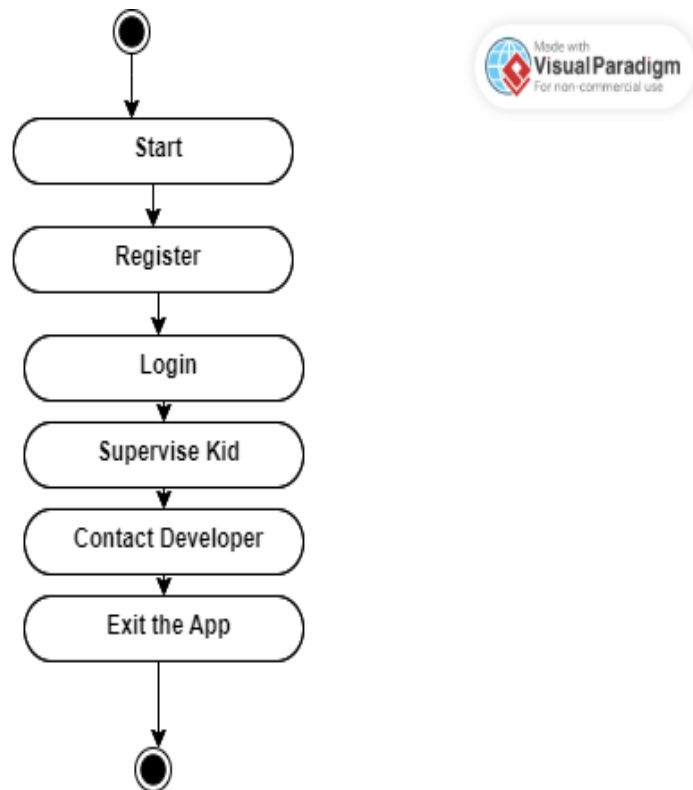 Made with
Visual Paradigm
For non-commercial use
Start
Register
Login
Supervise Kid
Contact Developer
Exit the App